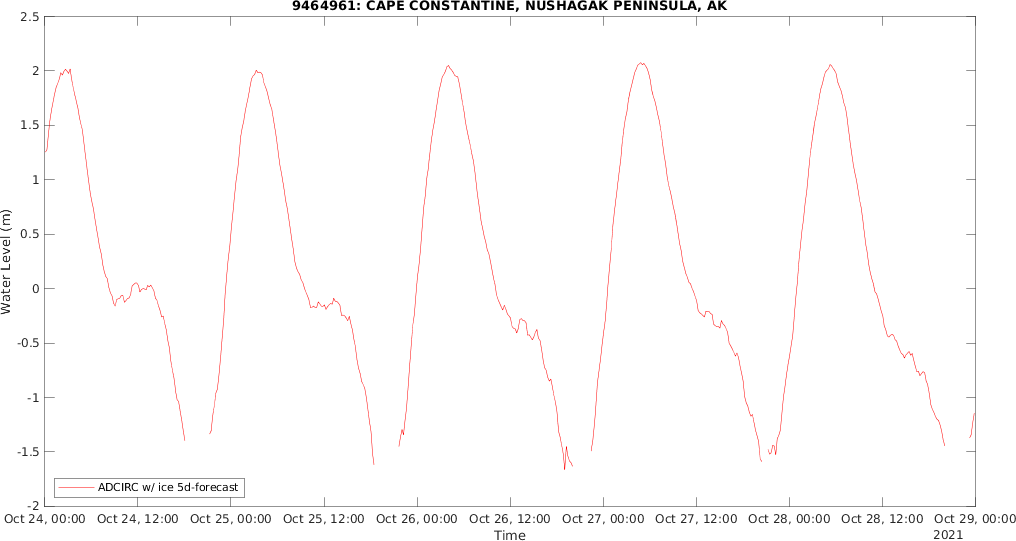 9464961: CAPE CONSTANTINE, NUSHAGAK PENINSULA, AK
2.5
2
1.5
1
0.5
0
-0.5
-1
-1.5
-2
Water Level (m)
ADCIRC w/ ice 5d-forecast
Oct 24, 00:00 Oct 24, 12:00 Oct 25, 00:00 Oct 25, 12:00 Oct 26, 00:00 Oct 26, 12:00 Oct 27, 00:00 Oct 27, 12:00 Oct 28, 00:00 Oct 28, 12:00 Oct 29, 00:00
Time
2021